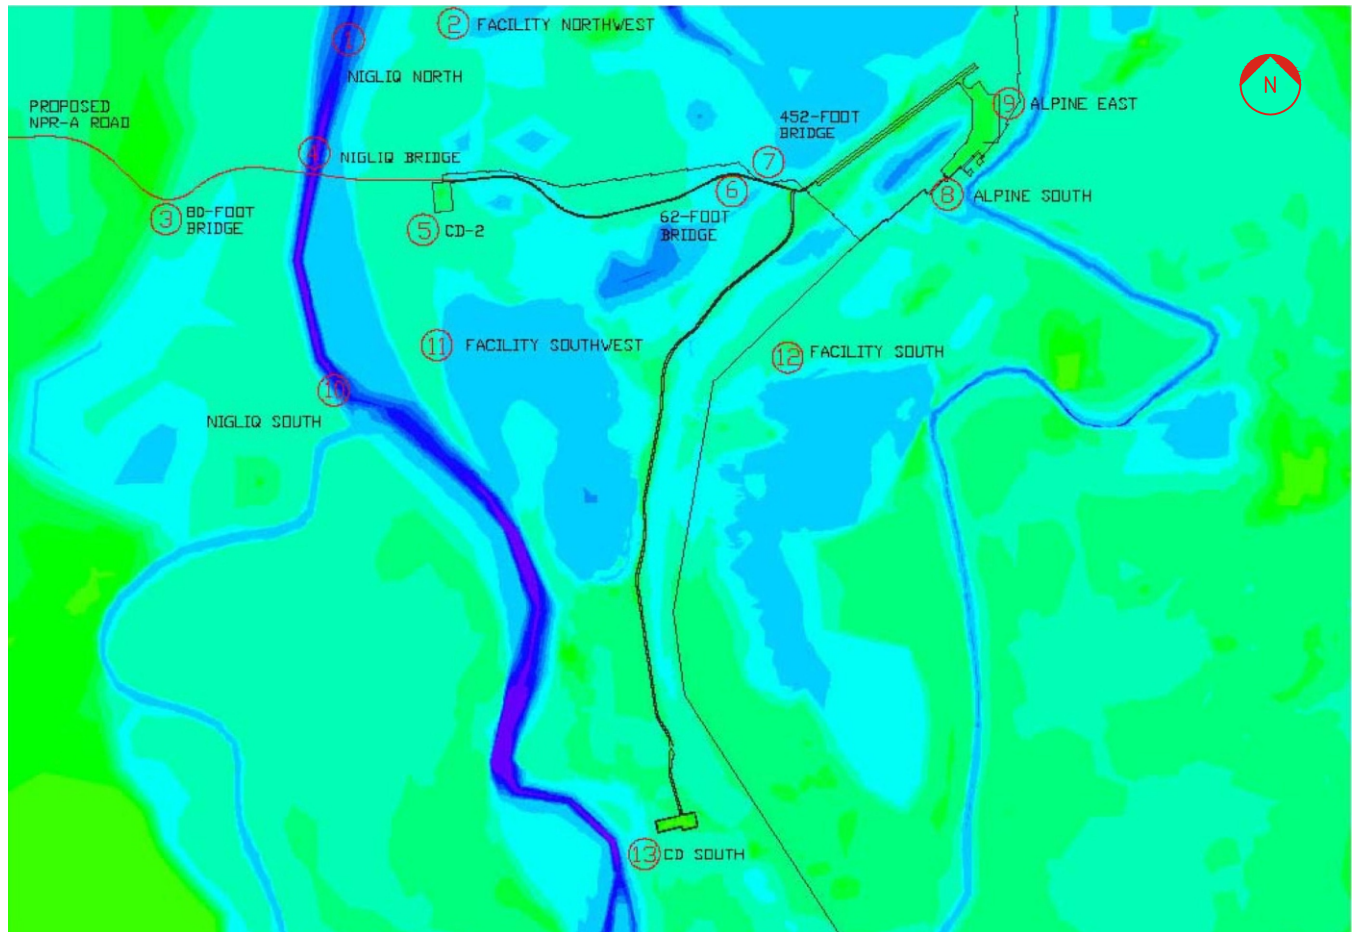 2 FACILITY NORTHWEST
1
NIGLIQ NORTH
PROPOSED
NPR-A ROAD
N
9 ALPINE EAST
452-FOOT
BRIDGE
4 NIGLIQ BRIDGE
7
6
8 ALPINE SOUTH
3 80-FOOT
BRIDGE
5 CD-2
62-FOOT
BRIDGE
11 FACILITY SOUTHWEST
12 FACILITY SOUTH
10
NIGLIQ SOUTH
13 CD SOUTH